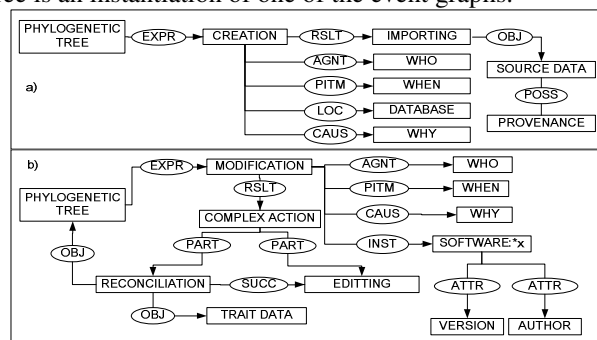 ree is an instantiation of one of the event graphs.
PHYLOGENETIC TREE
EXPR
CREATION
RSLT
IMPORTING
OBJ
AGNT
WHO
SOURCE DATA
a)
PITM
WHEN
POSS
LOC
DATABASE
PROVENANCE
CAUS
WHY
b)
EXPR
MODIFICATION
AGNT
WHO
RSLT
PITM
WHEN
PHYLOGENETIC TREE
COMPLEX ACTION
CAUS
WHY
OBJ
PART
PART
INST
SOFTWARE:*x
RECONCILIATION
SUCC
EDITTING
ATTR
ATTR
OBJ
TRAIT DATA
VERSION
AUTHOR